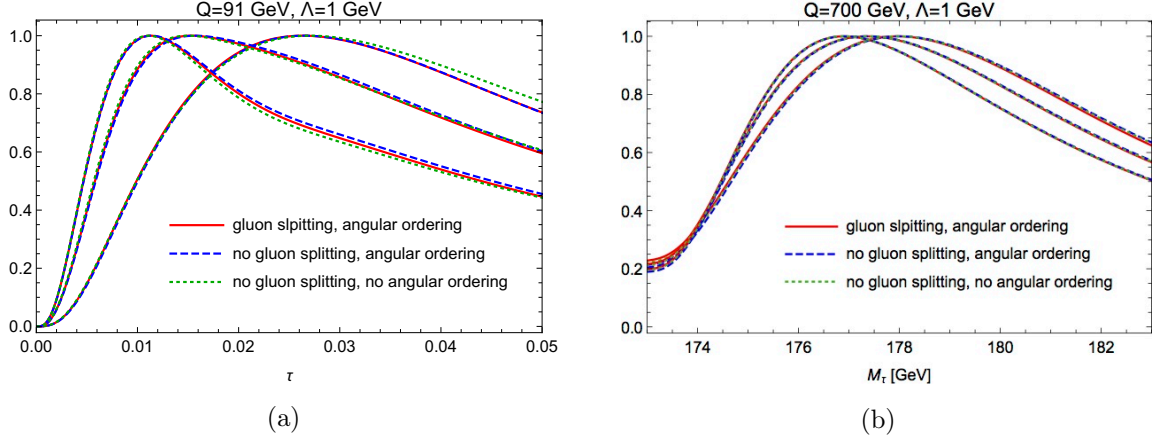 Q=91 GeV, Λ=1 GeV
1.0
0.8
0.6
0.4
0.2
0.0
gluon slpitting, angular ordering
no gluon splitting, angular ordering
no gluon splitting, no angular ordering
0.00 0.01 0.02 0.03 0.04 0.05
τ
(a)
Q=700 GeV, Λ=1 GeV
1.0
0.8
0.6
0.4
0.2
0.0
gluon slpitting, angular ordering
no gluon splitting, angular ordering
no gluon splitting, no angular ordering
174 176 178 180 182
Mτ [GeV]
(b)